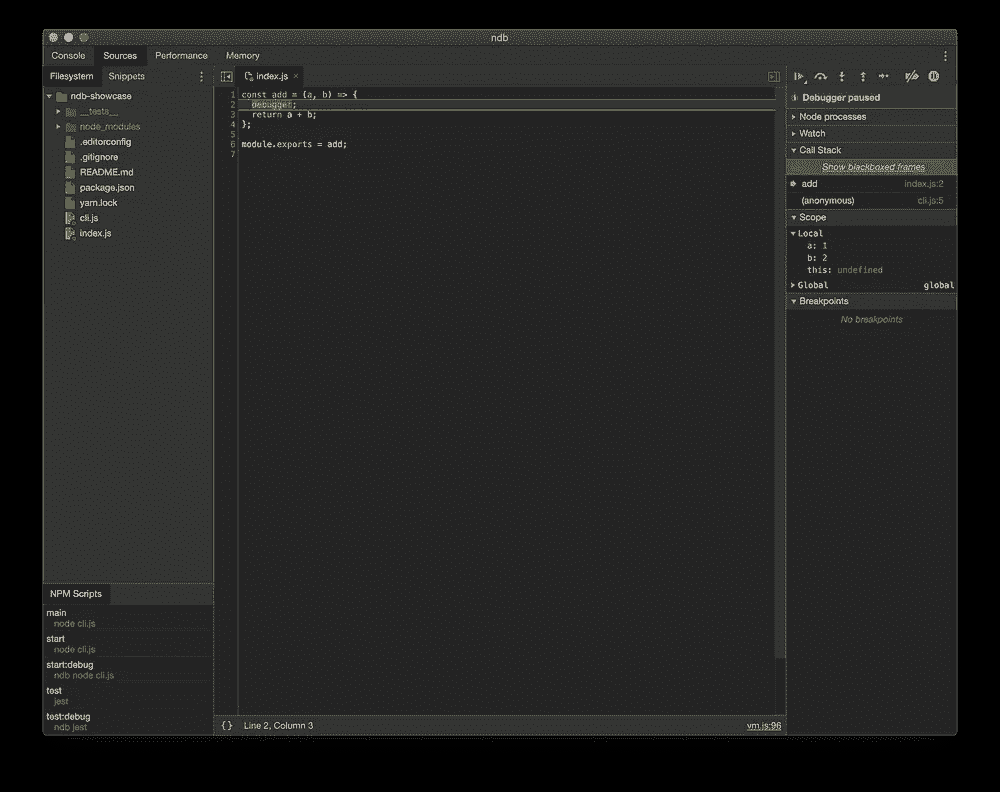 ndb
Console Sources Performance Memory
Filesystem Snippets
ndb-showcase
__tests__
node_modules
.editorconfig
.gitignore
README.md
package.json
yarn.lock
cli.js
index.js
NPM Scripts
main
node cli.js
start
node cli.js
start:debug
ndb node cli.js
test
jest
test:debug
ndb jest
index.js ×
1 const add = (a, b) => {
2 debugger;
3 return a + b;
4 };
5
6 module.exports = add;
7
{} Line 2, Column 3 vm.js:96
Debugger paused
Node processes
Watch
Call Stack
Show blackboxed frames
add index.js:2
(anonymous) cli.js:5
Scope
Local
a: 1
b: 2
this: undefined
Global global
Breakpoints
No breakpoints